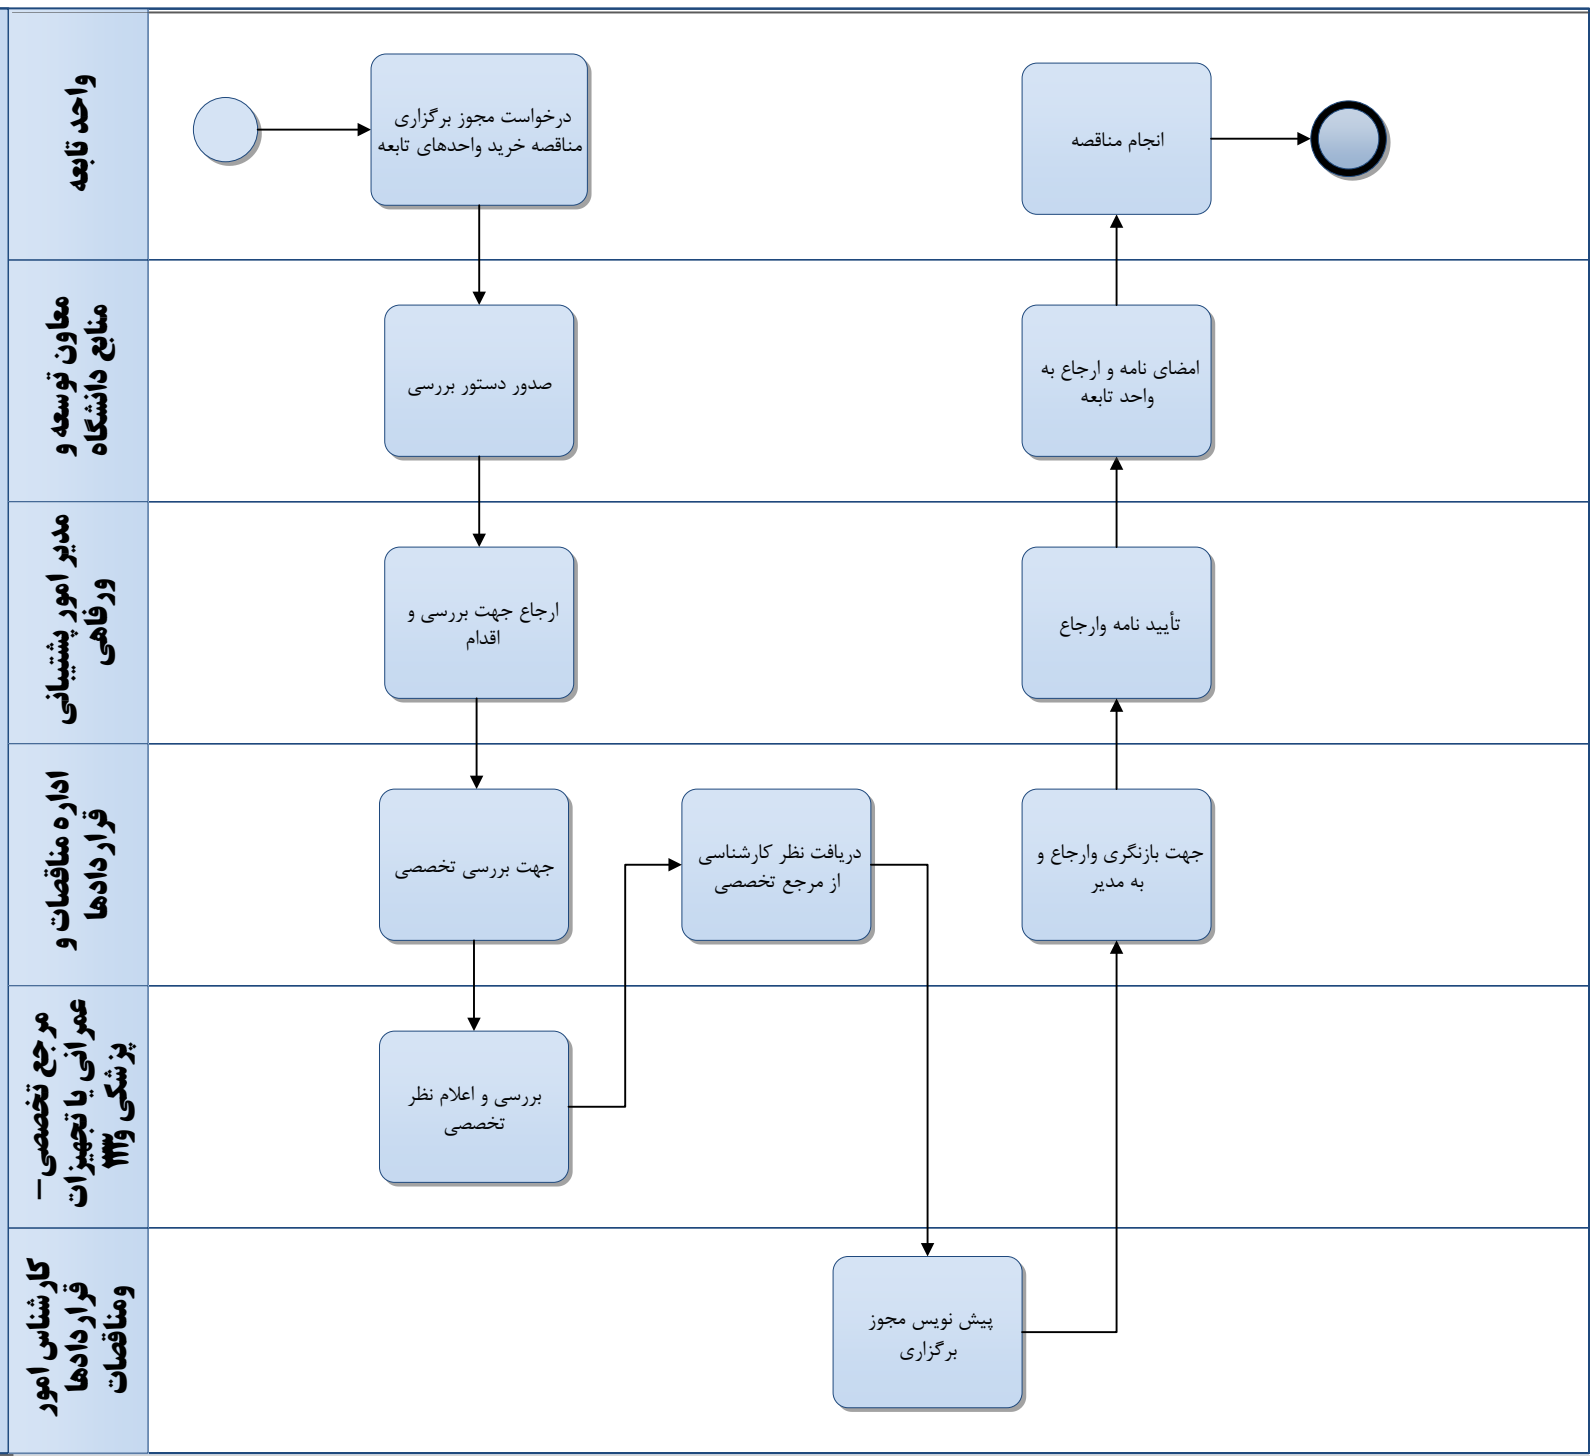 واحد تابعه
درخواست مجوز برگزاری
مناقصه خرید واحدهای تابعه
انجام مناقصه
معاون توسعه و
منابع دانشگاه
صدور دستور بررسی
امضای نامه و ارجاع به
واحد تابعه
مدیر امور پشتیبانی
ورفاهی
ارجاع جهت بررسی و
اقدام
تأیید نامه وارجاع
اداره مناقصات و
قراردادها
جهت بررسی تخصصی
دریافت نظر کارشناسی
از مرجع تخصصی
جهت بازنگری وارجاع و
به مدیر
مرجع تخصصی –
عمرانی یا تجهیزات
پزشکی و
بررسی و اعلام نظر
تخصصی
کارشناس امور
قراردادها
ومناقصات
پیش نویس مجوز
برگزاری